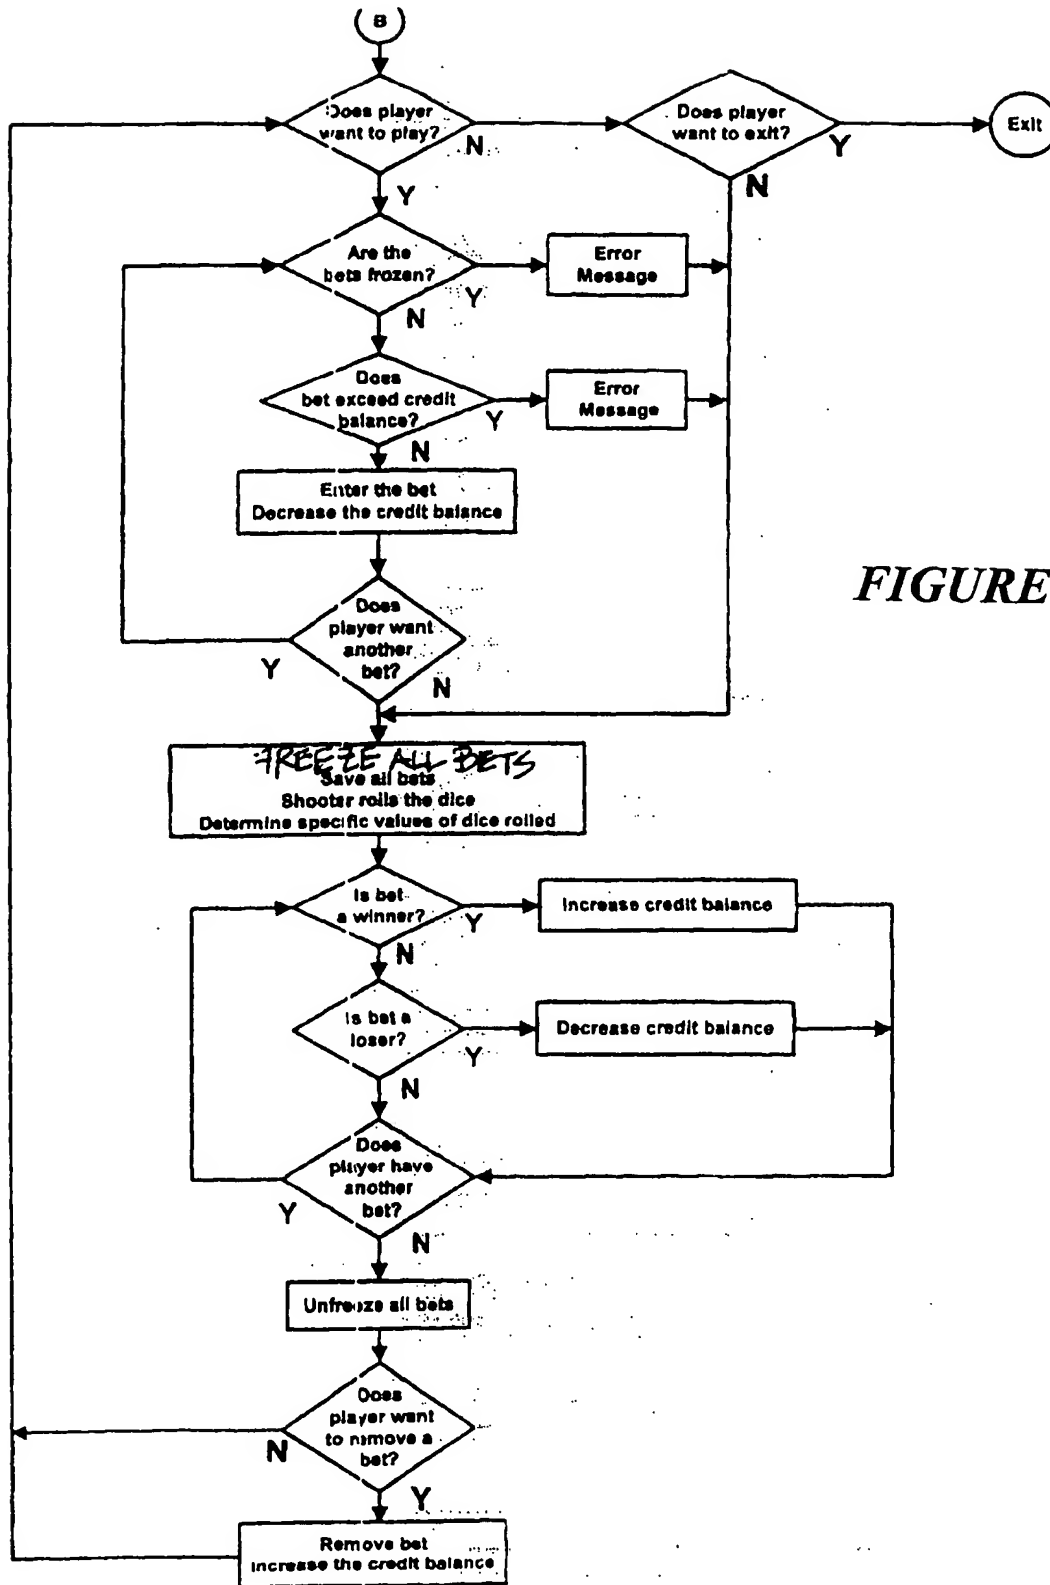 B
Does player
want to play?
N
Does player
want to exit?
Y
Exit
N
Y
Are the
bets frozen?
Y
Error
Message
N
Does
bet exceed credit
balance?
Y
Error
Message
N
Enter the bet
Decrease the credit balance
FIGURE
Does
player want
another
bet?
Y
N
FREEZE ALL BETS
Save all bets
Shooter rolls the dice
Determine specific values of dice rolled
Is bet
a winner?
Y
Increase credit balance
N
Is bet a
loser?
Y
Decrease credit balance
N
Does
player have
another
bet?
Y
N
Unfreeze all bets
Does
player want
to remove a
bet?
N
Y
Remove bet
Increase the credit balance